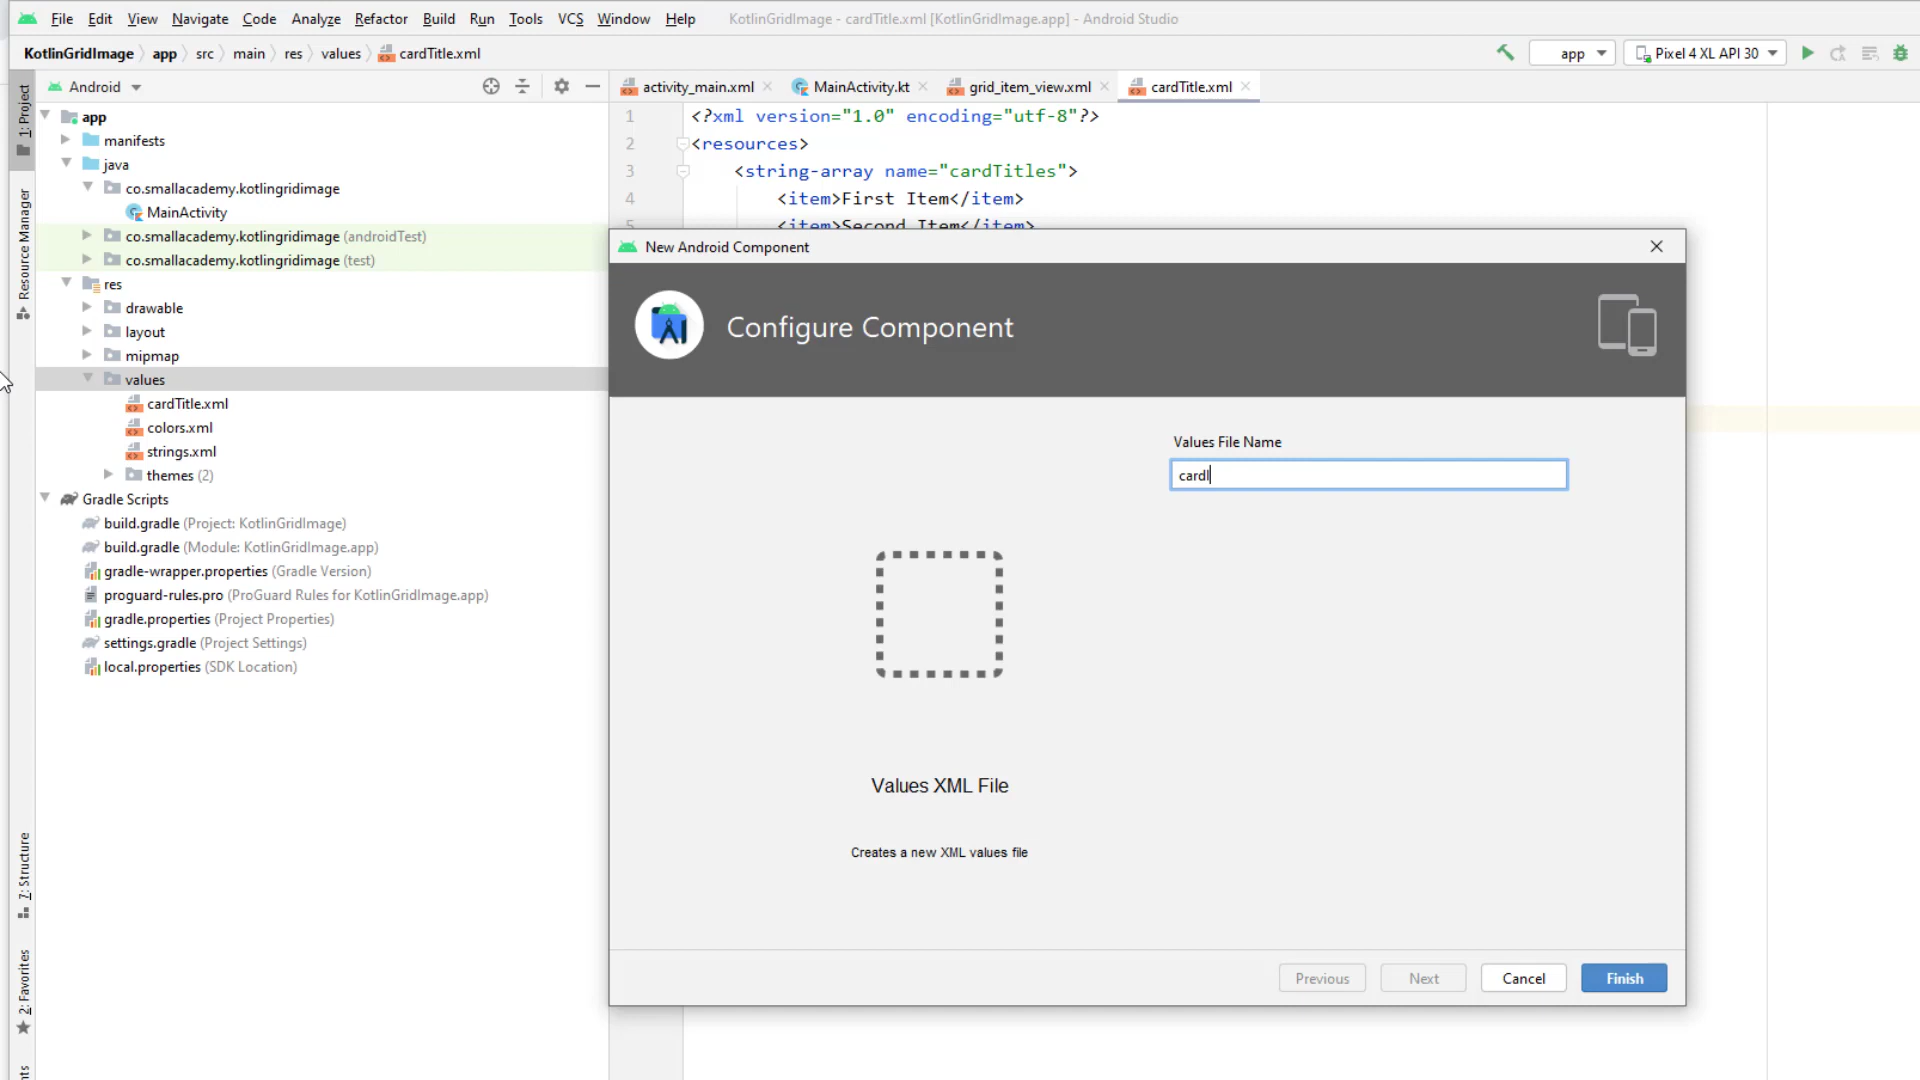 File Edit View Navigate Code Analyze Refactor Build Run Tools VCS Window Help KotlinGridImage - cardTitle.xml [KotlinGridImage.app] - Android Studio
KotlinGridImage app src main res values cardTitle.xml app Pixel 4 XL API 30
Android activity_main.xml MainActivity.kt grid_item_view.xml cardTitle.xml
1: Project
Resource Manager
7: Structure
2: Favorites
app
manifests
java
co.smallacademy.kotlingridimage
MainActivity
co.smallacademy.kotlingridimage (androidTest)
co.smallacademy.kotlingridimage (test)
res
drawable
layout
mipmap
values
cardTitle.xml
colors.xml
strings.xml
themes (2)
Gradle Scripts
build.gradle (Project: KotlinGridImage)
build.gradle (Module: KotlinGridImage.app)
gradle-wrapper.properties (Gradle Version)
proguard-rules.pro (ProGuard Rules for KotlinGridImage.app)
gradle.properties (Project Properties)
settings.gradle (Project Settings)
local.properties (SDK Location)
1 <?xml version="1.0" encoding="utf-8"?>
2 <resources>
3 <string-array name="cardTitles">
4 <item>First Item</item>
5 <item>Second Item</item>
New Android Component
Configure Component
Values File Name
cardI
Values XML File
Creates a new XML values file
Previous Next Cancel Finish